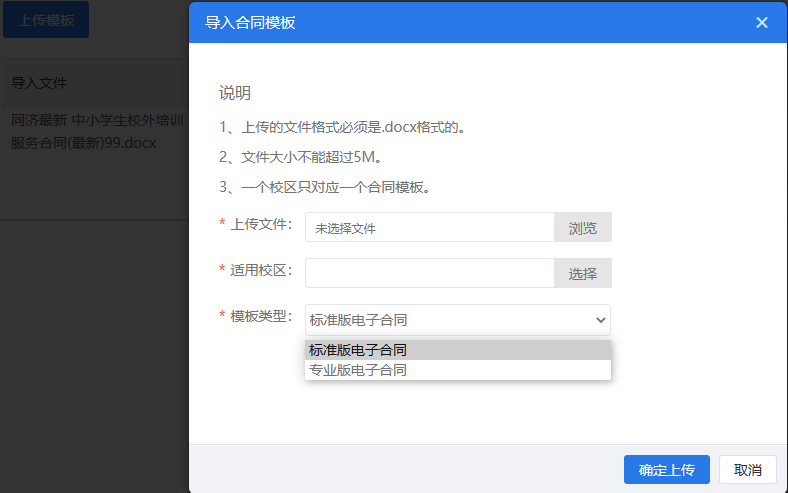 上传模板
导入文件
同济最新 中小学生校外培训
服务合同(最新)99.docx
导入合同模板
说明
1、上传的文件格式必须是.docx格式的。
2、文件大小不能超过5M。
3、一个校区只对应一个合同模板。
* 上传文件： 未选择文件 浏览
* 适用校区： 选择
* 模板类型： 标准版电子合同
标准版电子合同
专业版电子合同
确定上传 取消